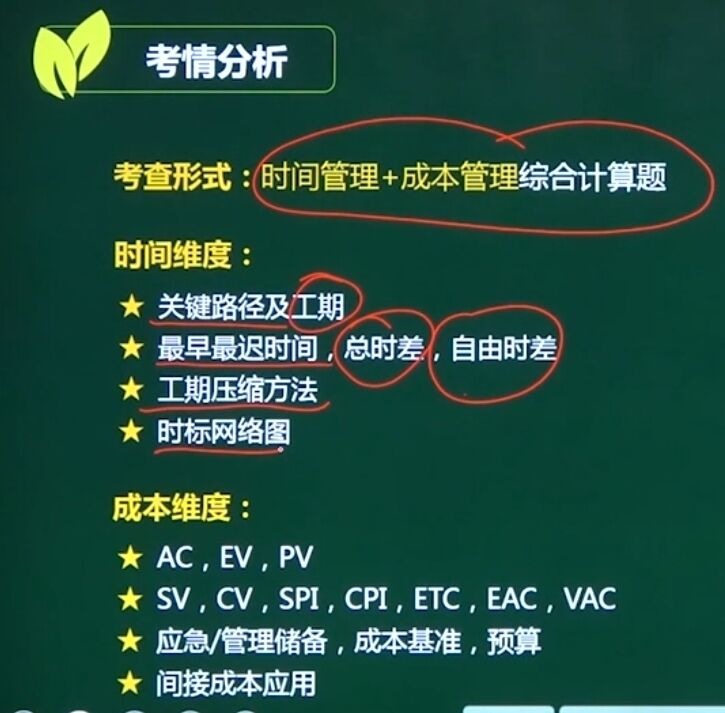 考情分析
考查形式：时间管理+成本管理综合计算题
时间维度：
★ 关键路径及工期
★ 最早最迟时间，总时差，自由时差
★ 工期压缩方法
★ 时标网络图
成本维度：
★ AC，EV，PV
★ SV，CV，SPI，CPI，ETC，EAC，VAC
★ 应急/管理储备，成本基准，预算
★ 间接成本应用